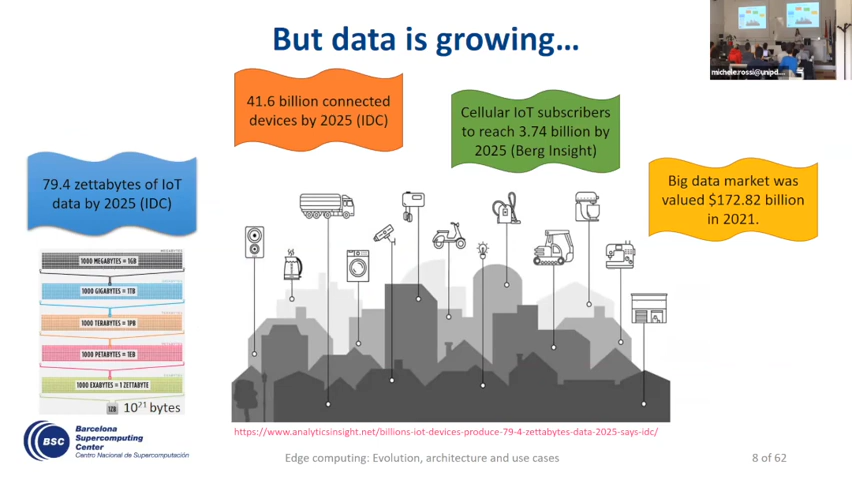 But data is growing...
michele.rossi@unipd....
41.6 billion connected
devices by 2025 (IDC)
Cellular IoT subscribers
to reach 3.74 billion by
2025 (Berg Insight)
79.4 zettabytes of IoT
data by 2025 (IDC)
Big data market was
valued $172.82 billion
in 2021.
1000 MEGABYTES = 1GB
1000 GIGABYTES = 1TB
1000 TERABYTES = 1PB
1000 PETABYTES = 1EB
1000 EXABYTES = 1 ZETTABYTE
1ZB 10²¹ bytes
BSC
Barcelona
Supercomputing
Center
Centro Nacional de Supercomputación
https://www.analyticsinsight.net/billions-iot-devices-produce-79-4-zettabytes-data-2025-says-idc/
Edge computing: Evolution, architecture and use cases
8 of 62